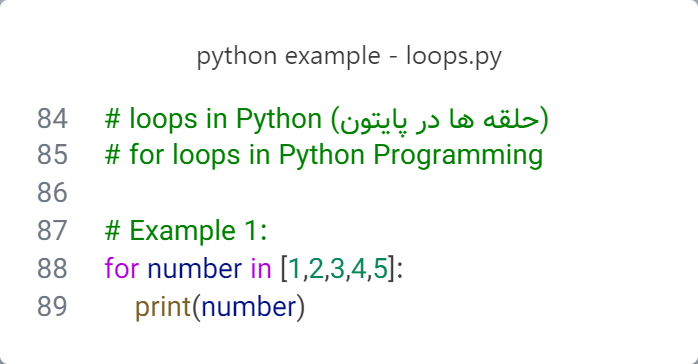 python example - loops.py
84 # loops in Python (حلقه ها در پایتون)
85 # for loops in Python Programming
86
87 # Example 1:
88 for number in [1,2,3,4,5]:
89     print(number)